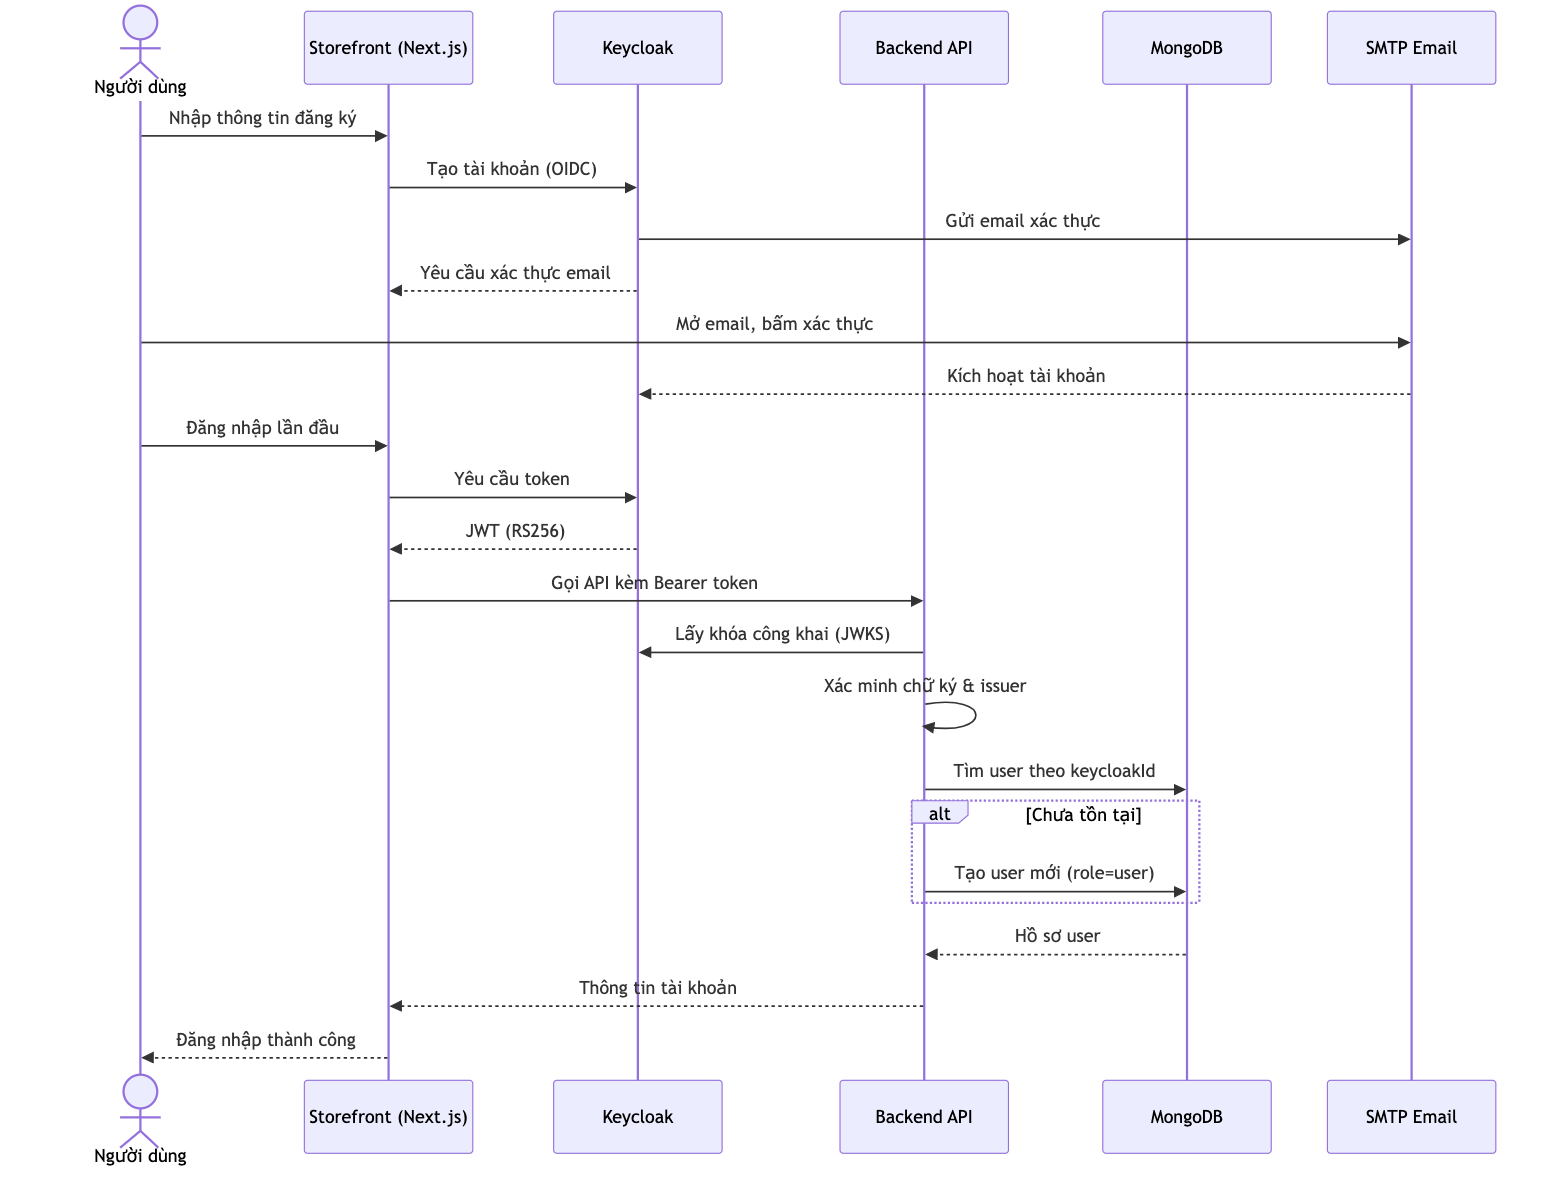 Người dùng
Storefront (Next.js)
Keycloak
Backend API
MongoDB
SMTP Email
Nhập thông tin đăng ký
Tạo tài khoản (OIDC)
Gửi email xác thực
Yêu cầu xác thực email
Mở email, bấm xác thực
Kích hoạt tài khoản
Đăng nhập lần đầu
Yêu cầu token
JWT (RS256)
Gọi API kèm Bearer token
Lấy khóa công khai (JWKS)
Xác minh chữ ký & issuer
Tìm user theo keycloakId
alt
[Chưa tồn tại]
Tạo user mới (role=user)
Hồ sơ user
Thông tin tài khoản
Đăng nhập thành công
Người dùng
Storefront (Next.js)
Keycloak
Backend API
MongoDB
SMTP Email